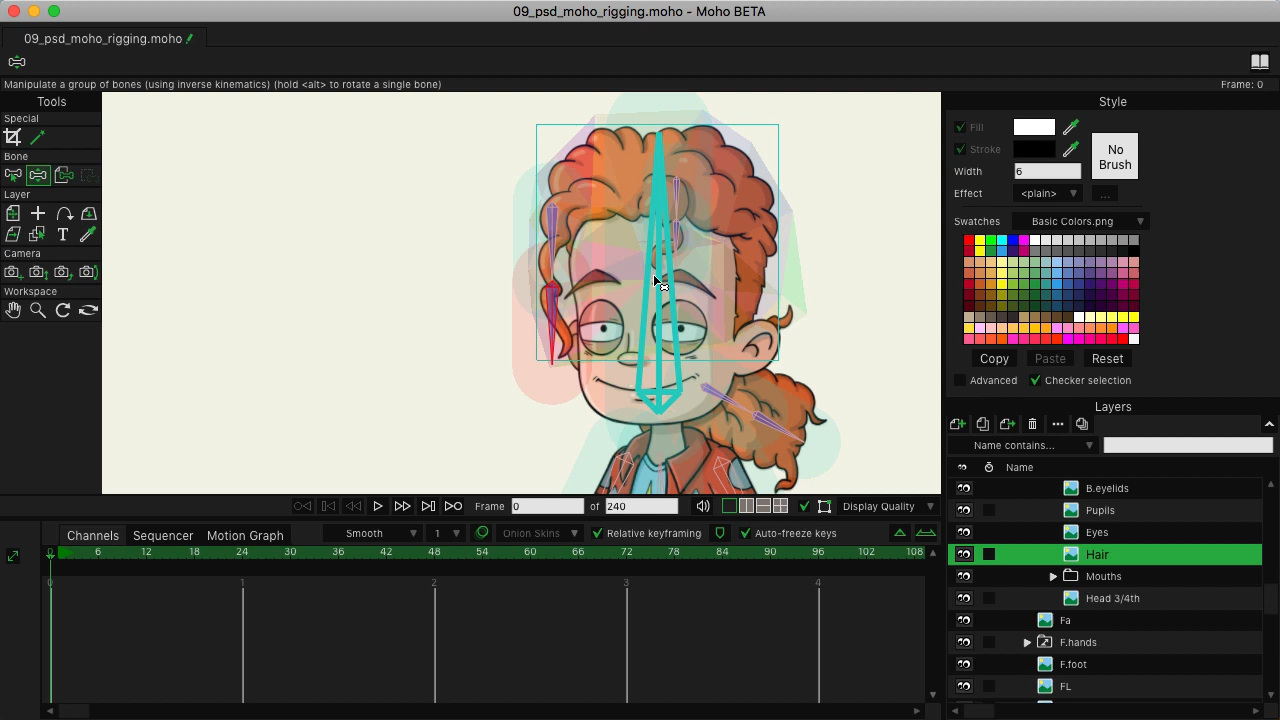 09_psd_moho_rigging.moho - Moho BETA
09_psd_moho_rigging.moho
Manipulate a group of bones (using inverse kinematics) (hold <alt> to rotate a single bone)
Frame: 0
Tools
Special
Bone
Layer
Camera
Workspace
Style
Fill
Stroke
No Brush
Width
6
Effect
<plain>
...
Swatches
Basic Colors.png
Copy
Paste
Reset
Advanced
Checker selection
Layers
Name contains...
Name
B.eyelids
Pupils
Eyes
Hair
Mouths
Head 3/4th
Fa
F.hands
F.foot
FL
Frame
0
of
240
Display Quality
Channels
Sequencer
Motion Graph
Smooth
1
Onion Skins
Relative keyframing
Auto-freeze keys
0 6 12 18 24 30 36 42 48 54 60 66 72 78 84 90 96 102 108
0 1 2 3 4